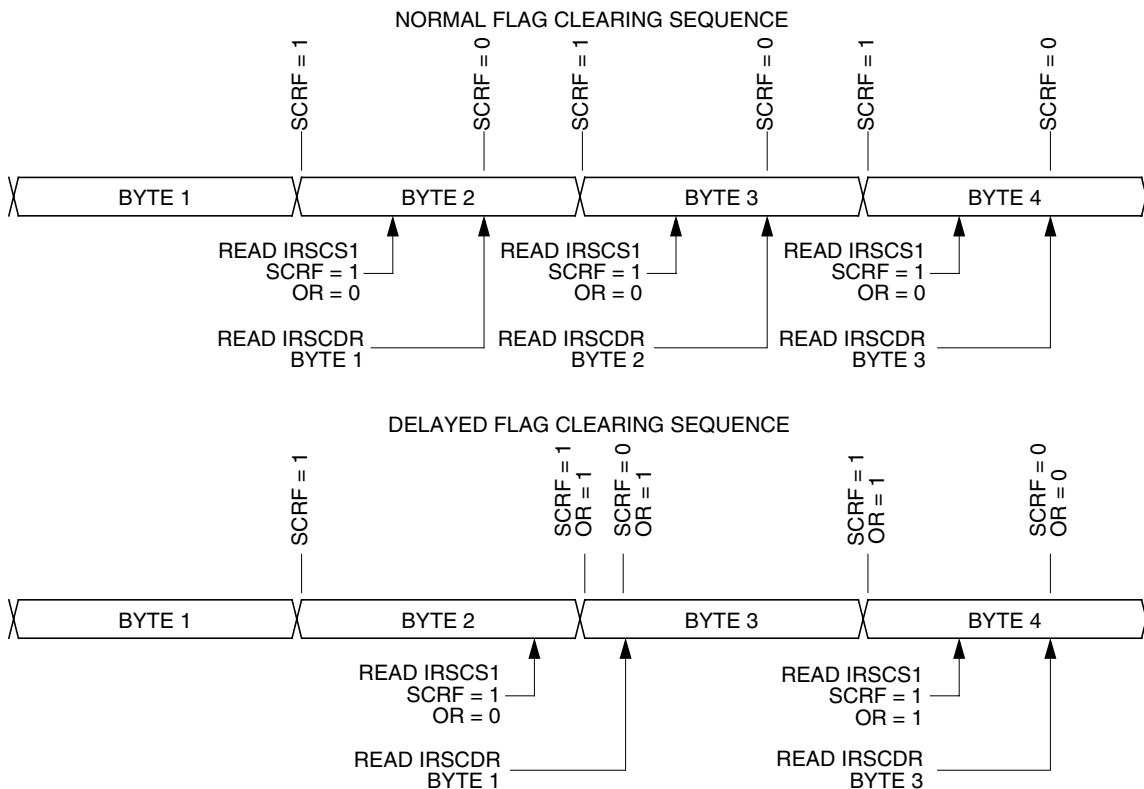 NORMAL FLAG CLEARING SEQUENCE
SCRF = 1
SCRF = 0
SCRF = 1
SCRF = 0
SCRF = 1
SCRF = 0
BYTE 1
BYTE 2
BYTE 3
BYTE 4
READ IRSCS1
SCRF = 1
OR = 0
READ IRSCS1
SCRF = 1
OR = 0
READ IRSCS1
SCRF = 1
OR = 0
READ IRSCDR
BYTE 1
READ IRSCDR
BYTE 2
READ IRSCDR
BYTE 3
DELAYED FLAG CLEARING SEQUENCE
SCRF = 1
SCRF = 1
OR = 1
SCRF = 0
OR = 1
SCRF = 1
OR = 1
SCRF = 0
OR = 0
BYTE 1
BYTE 2
BYTE 3
BYTE 4
READ IRSCS1
SCRF = 1
OR = 0
READ IRSCS1
SCRF = 1
OR = 1
READ IRSCDR
BYTE 1
READ IRSCDR
BYTE 3